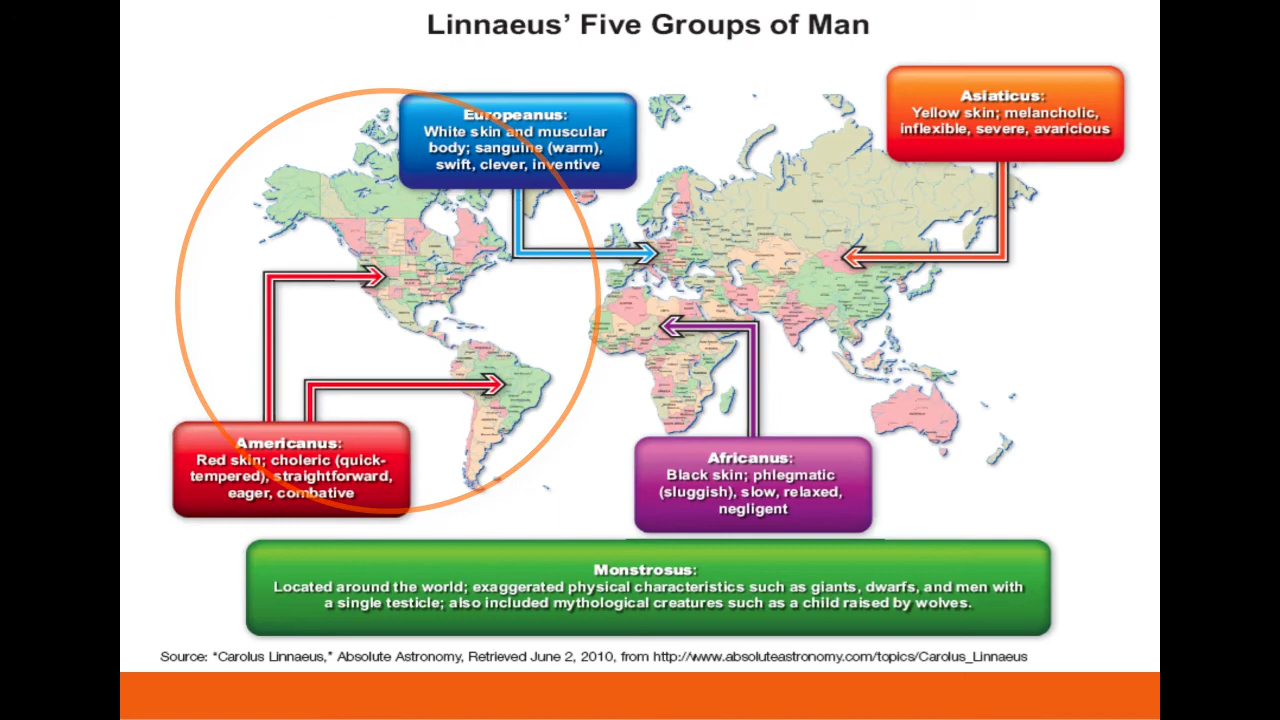 Linnaeus’ Five Groups of Man
Europeanus:
White skin and muscular
body; sanguine (warm),
swift, clever, inventive
Asiaticus:
Yellow skin; melancholic,
inflexible, severe, avaricious
Americanus:
Red skin; choleric (quick-
tempered), straightforward,
eager, combative
Africanus:
Black skin; phlegmatic
(sluggish), slow, relaxed,
negligent
Monstrosus:
Located around the world; exaggerated physical characteristics such as giants, dwarfs, and men with
a single testicle; also included mythological creatures such as a child raised by wolves.
Source: “Carolus Linnaeus,” Absolute Astronomy, Retrieved June 2, 2010, from http://www.absoluteastronomy.com/topics/Carolus_Linnaeus